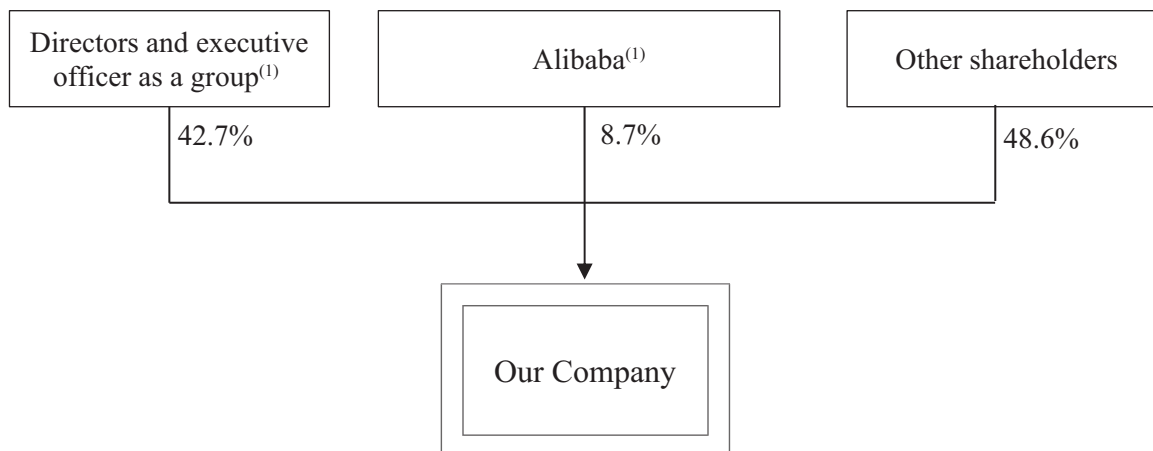 Directors and executive
officer as a group(1)
Alibaba(1)
Other shareholders
42.7%
8.7%
48.6%
Our Company